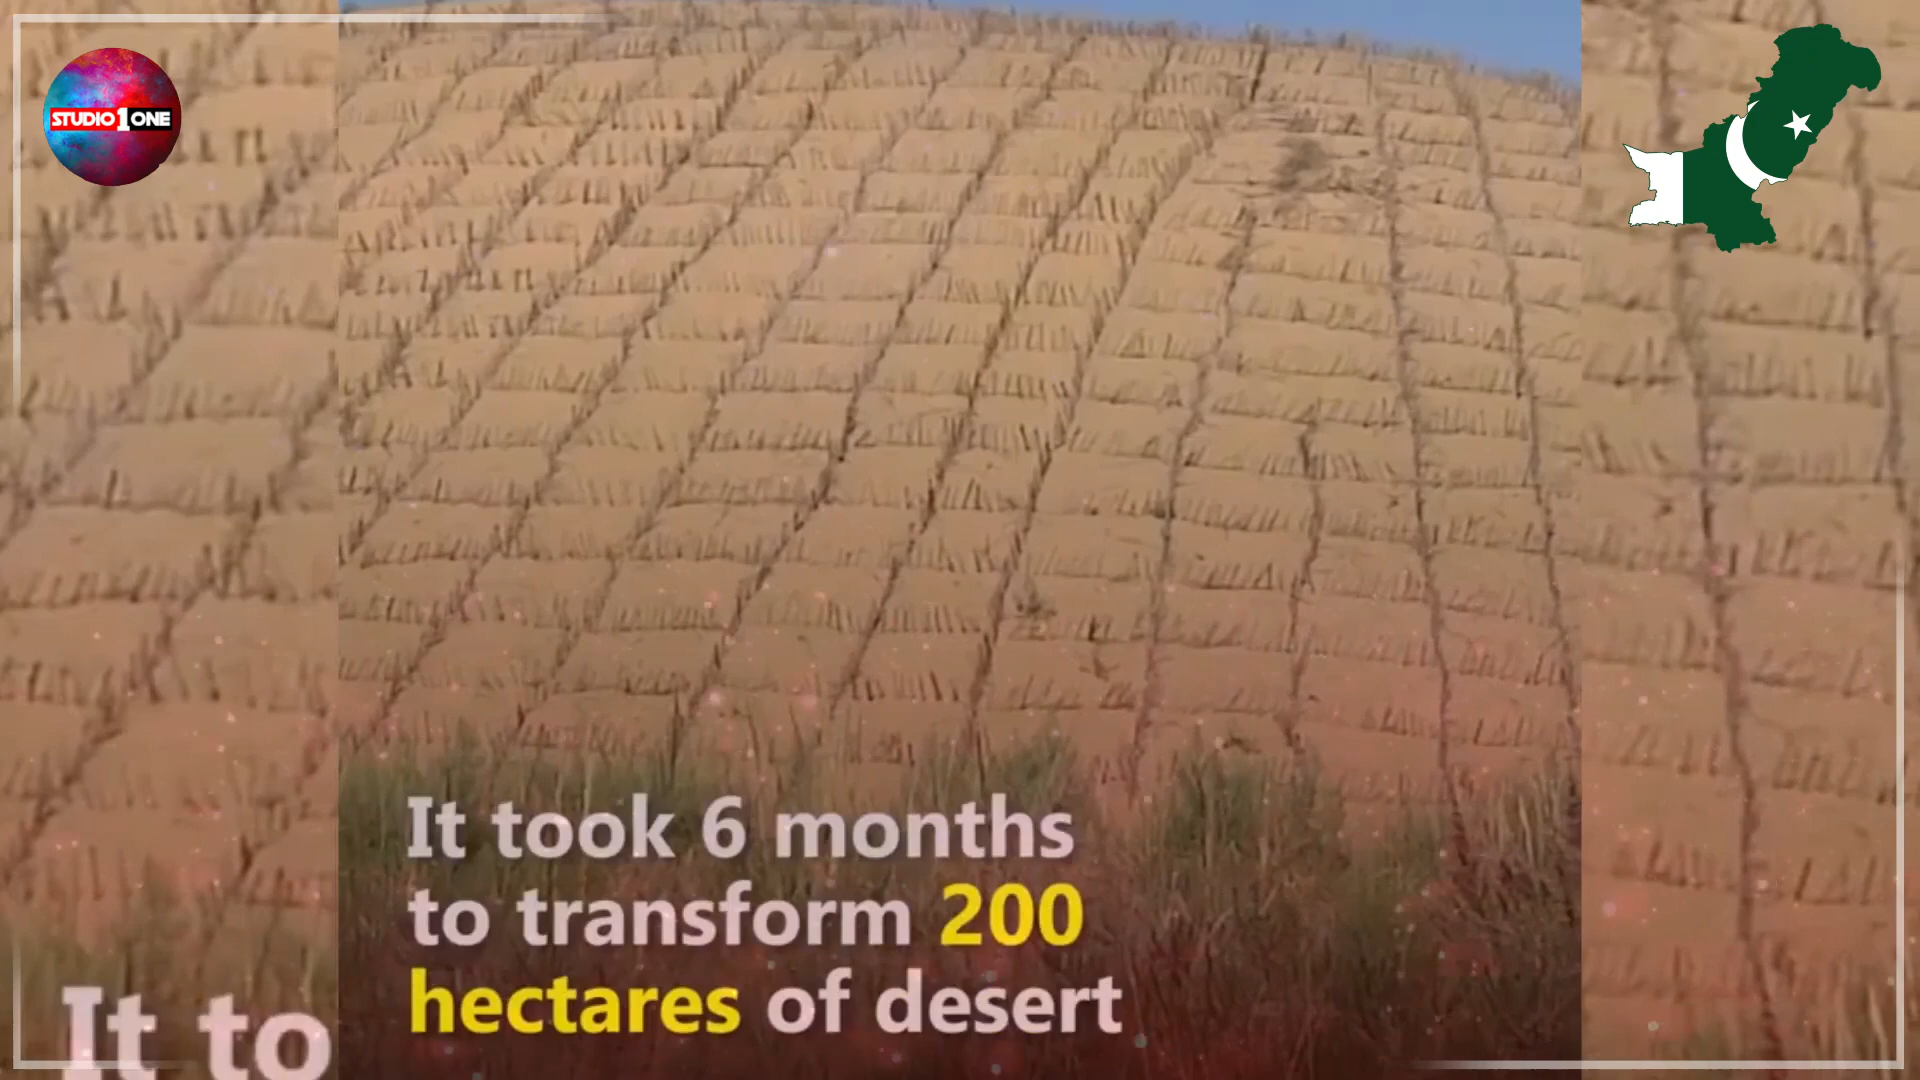 STUDIO1ONE
It took 6 months
to transform 200
hectares of desert
It to